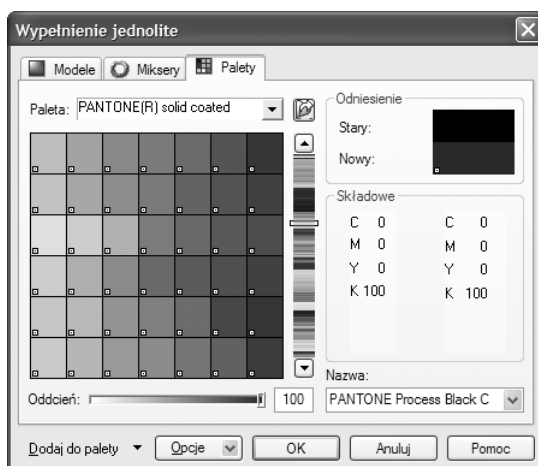 Wypełnienie jednolite
Modele Miksery Palety
Paleta: PANTONE(R) solid coated
Odniesienie
Stary:
Nowy:
Składowe
C 0 C 0
M 0 M 0
Y 0 Y 0
K 100 K 100
Nazwa:
Oddcień: 100 PANTONE Process Black C
Dodaj do palety Opcje OK Anuluj Pomoc